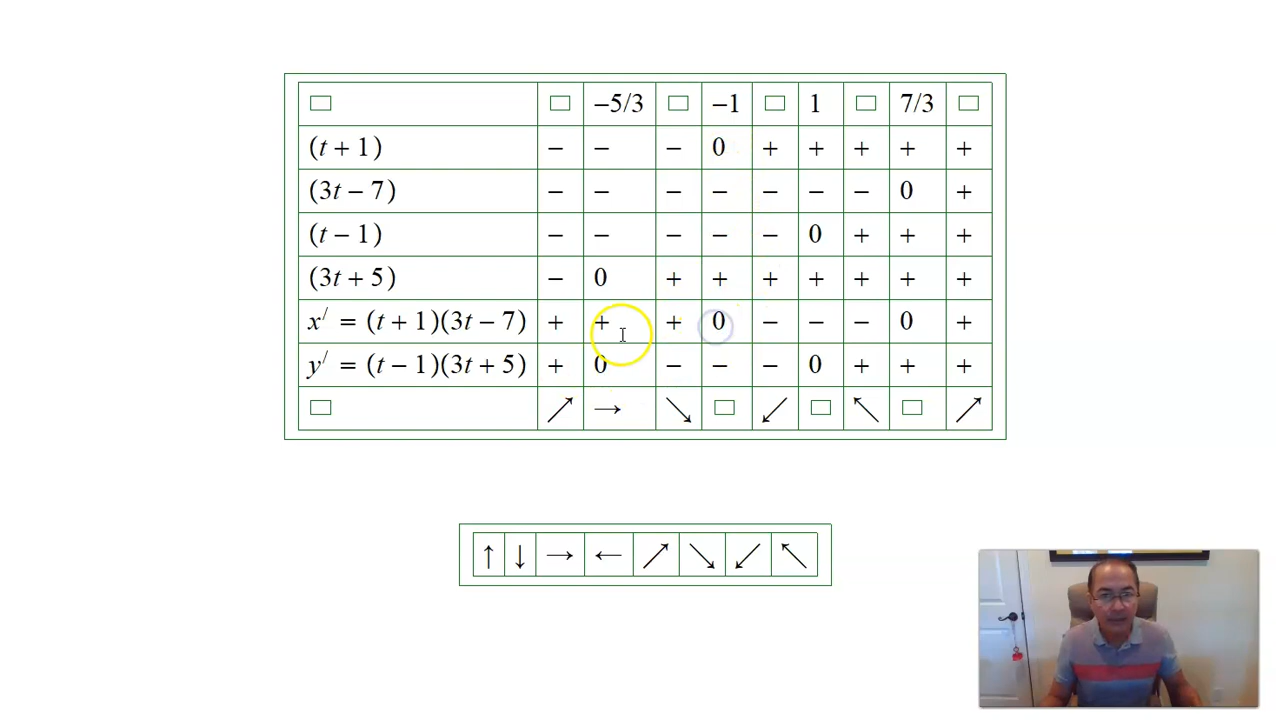 ▭ ▭ −5/3 ▭ −1 ▭ 1 ▭ 7/3 ▭
(t + 1) − − − 0 + + + + +
(3t − 7) − − − − − − − 0 +
(t − 1) − − − − − 0 + + +
(3t + 5) − 0 + + + + + + +
x′ = (t + 1)(3t − 7) + + + 0 − − − 0 +
y′ = (t − 1)(3t + 5) + 0 − − − 0 + + +
▭ ↗ → ↘ ▭ ↙ ▭ ↖ ▭ ↗
↑ ↓ → ← ↗ ↘ ↙ ↖